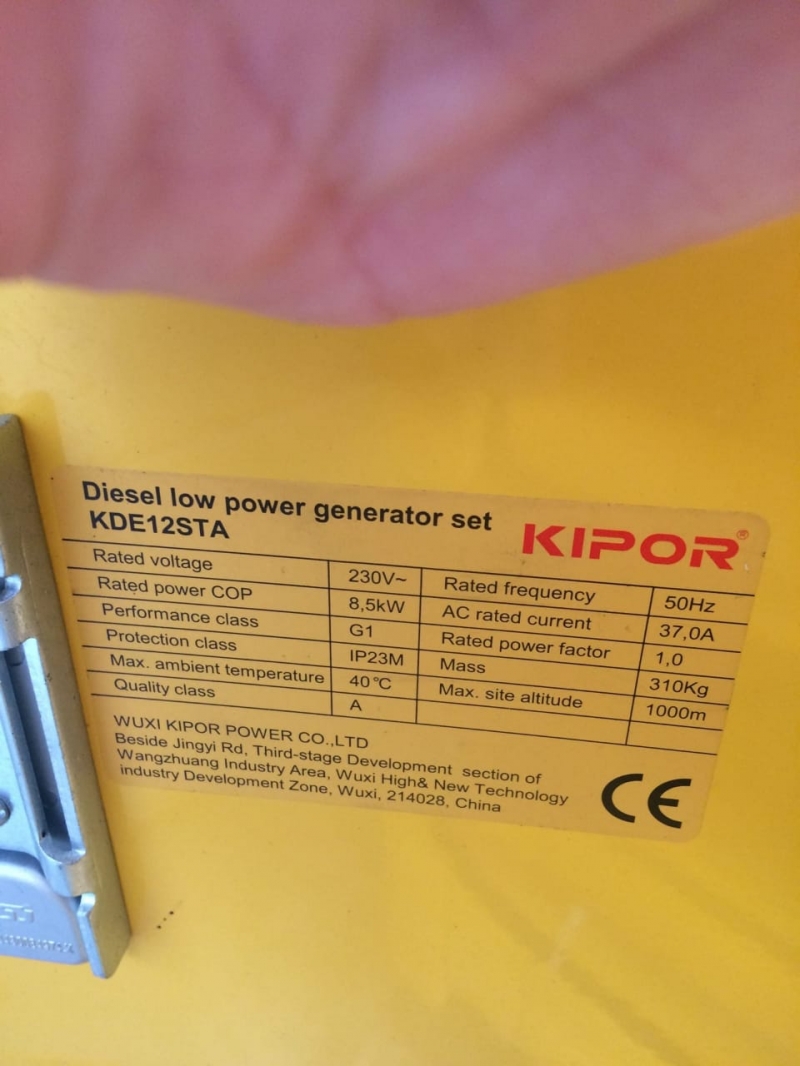 Diesel low power generator set
KDE12STA
KIPOR®
Rated voltage 230V~ Rated frequency 50Hz
Rated power COP 8,5kW AC rated current 37,0A
Performance class G1 Rated power factor 1,0
Protection class IP23M Mass 310Kg
Max. ambient temperature 40°C Max. site altitude 1000m
Quality class A
WUXI KIPOR POWER CO.,LTD
Beside Jingyi Rd, Third-stage Development section of
Wangzhuang Industry Area, Wuxi High& New Technology
industry Development Zone, Wuxi, 214028, China
CE